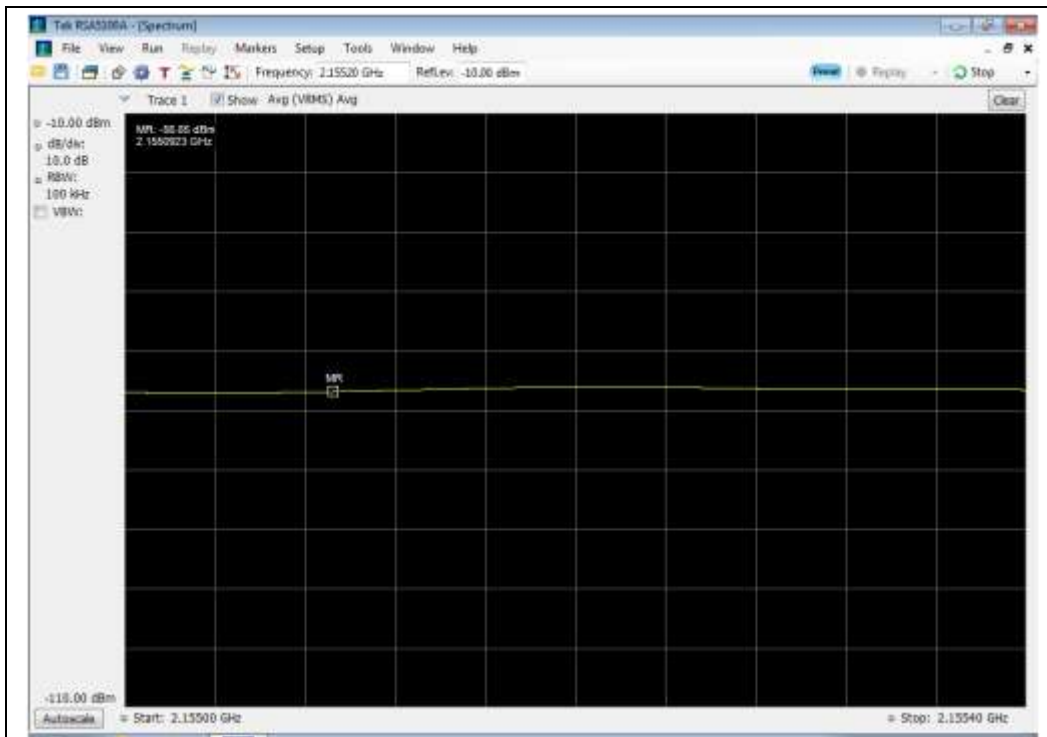 Tek RSA5100A - [Spectrum]
File View Run Replay Markers Setup Tools Window Help
Frequency: 2.15520 GHz RefLev: -10.00 dBm
Preset Replay Stop
Trace 1 Show Avg (VRMS) Avg Clear
-10.00 dBm
dB/div:
10.0 dB
RBW:
100 kHz
VBW:
2.1550923 GHz
MR
-110.00 dBm
Autoscale
Start: 2.15500 GHz
Stop: 2.15540 GHz